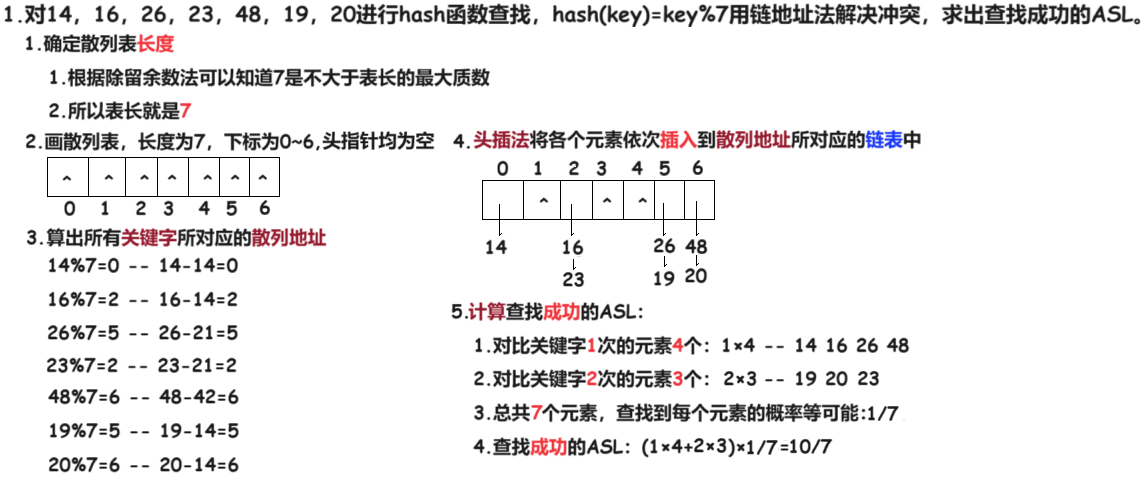 1.对14，16，26，23，48，19，20进行hash函数查找，hash(key)=key%7用链地址法解决冲突，求出查找成功的ASL。
1.确定散列表长度
1.根据除留余数法可以知道7是不大于表长的最大质数
2.所以表长就是7
2.画散列表，长度为7，下标为0~6,头指针均为空
^ ^ ^ ^ ^ ^ ^
0 1 2 3 4 5 6
3.算出所有关键字所对应的散列地址
14%7=0 -- 14-14=0
16%7=2 -- 16-14=2
26%7=5 -- 26-21=5
23%7=2 -- 23-21=2
48%7=6 -- 48-42=6
19%7=5 -- 19-14=5
20%7=6 -- 20-14=6
4.头插法将各个元素依次插入到散列地址所对应的链表中
0 1 2 3 4 5 6
^ ^ ^
14 16 26 48
23 19 20
5.计算查找成功的ASL：
1.对比关键字1次的元素4个：1×4 -- 14 16 26 48
2.对比关键字2次的元素3个：2×3 -- 19 20 23
3.总共7个元素，查找到每个元素的概率等可能:1/7
4.查找成功的ASL：(1×4+2×3)×1/7=10/7